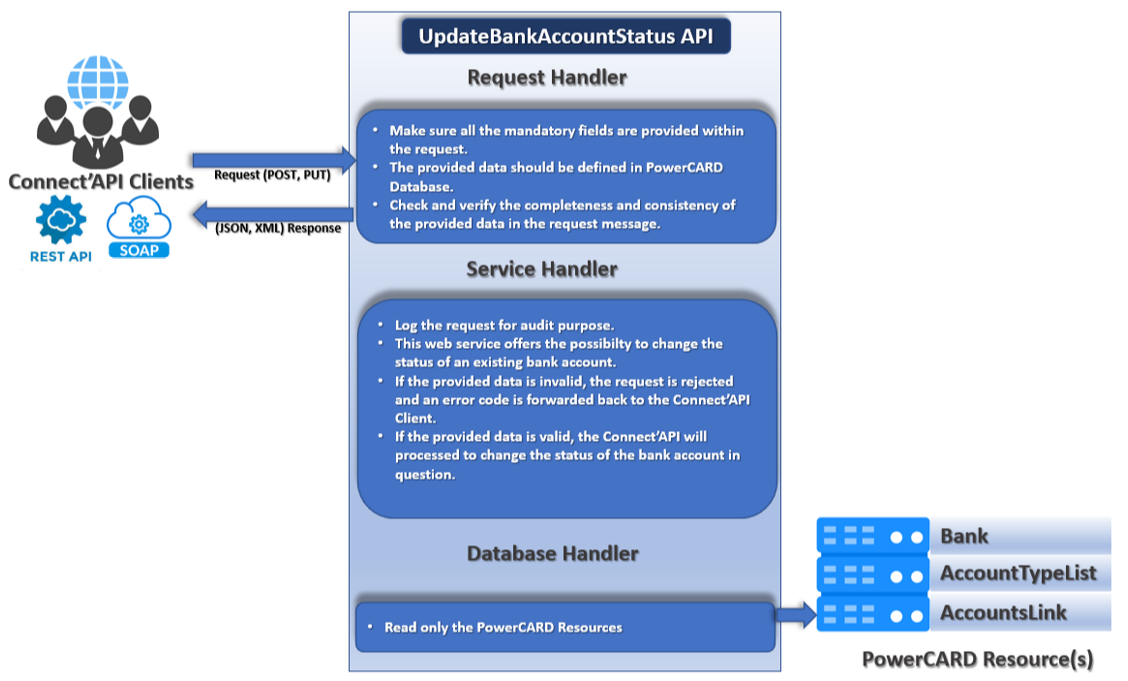 UpdateBankAccountStatus API
Request Handler
• Make sure all the mandatory fields are provided within
the request.
• The provided data should be defined in PowerCARD
Database.
• Check and verify the completeness and consistency of
the provided data in the request message.
Connect'API Clients
REST API
SOAP
Request (POST, PUT)
(JSON, XML) Response
Service Handler
• Log the request for audit purpose.
• This web service offers the possibilty to change the
status of an existing bank account.
• If the provided data is invalid, the request is rejected
and an error code is forwarded back to the Connect'API
Client.
• If the provided data is valid, the Connect'API will
processed to change the status of the bank account in
question.
Database Handler
• Read only the PowerCARD Resources
Bank
AccountTypeList
AccountsLink
PowerCARD Resource(s)